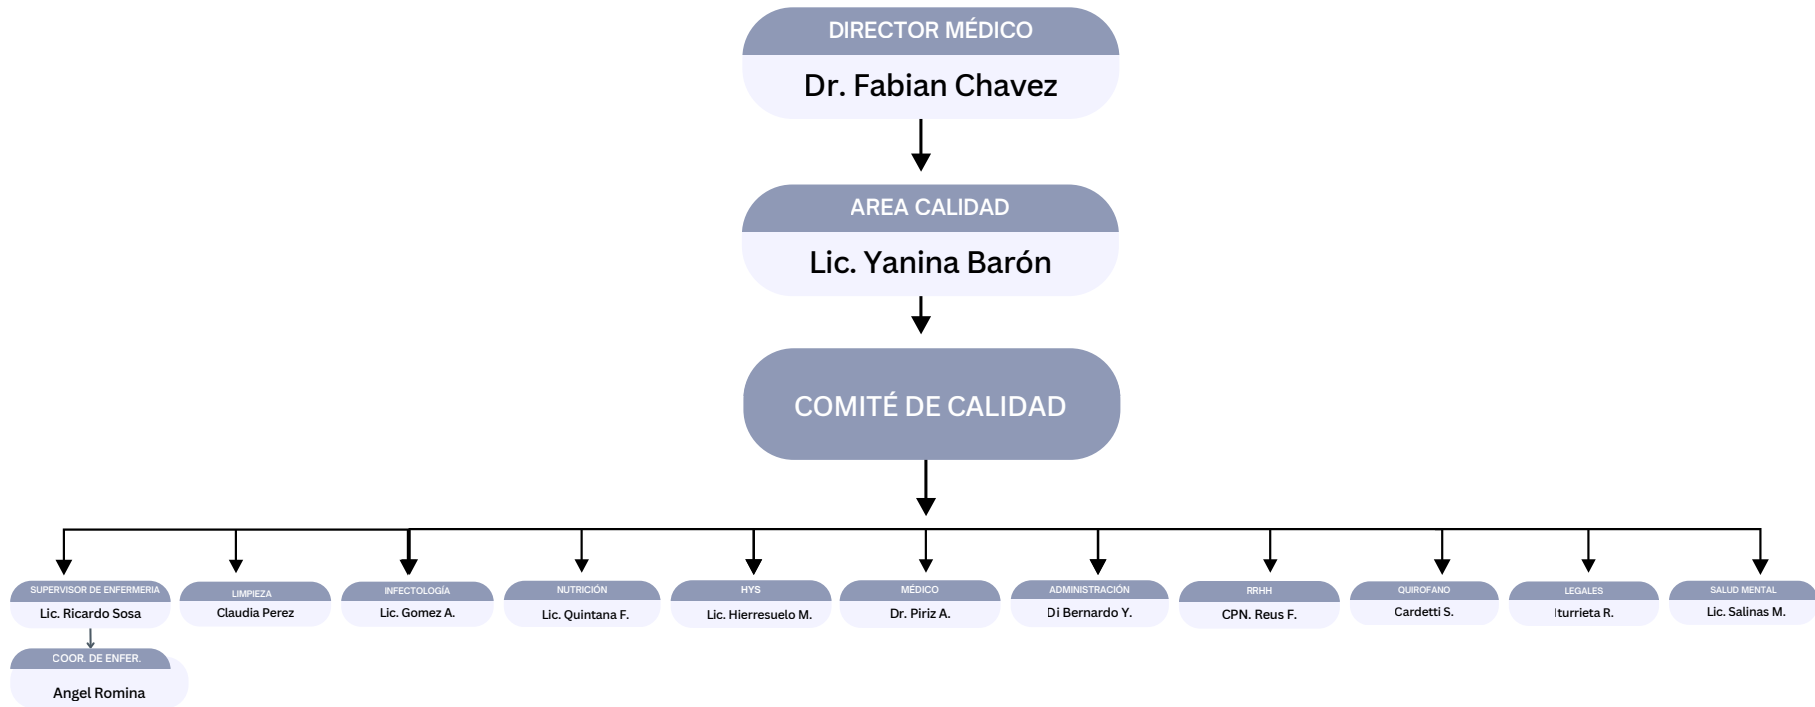 DIRECTOR MÉDICO
Dr. Fabian Chavez
AREA CALIDAD
Lic. Yanina Barón
COMITÉ DE CALIDAD
SUPERVISOR DE ENFERMERIA
Lic. Ricardo Sosa
LIMPIEZA
Claudia Perez
INFECTOLOGÍA
Lic. Gomez A.
NUTRICIÓN
Lic. Quintana F.
HYS
Lic. Hierresuelo M.
MÉDICO
Dr. Piriz A.
ADMINISTRACIÓN
Di Bernardo Y.
RRHH
CPN. Reus F.
QUIROFANO
Cardetti S.
LEGALES
Iturrieta R.
SALUD MENTAL
Lic. Salinas M.
COOR. DE ENFER.
Angel Romina